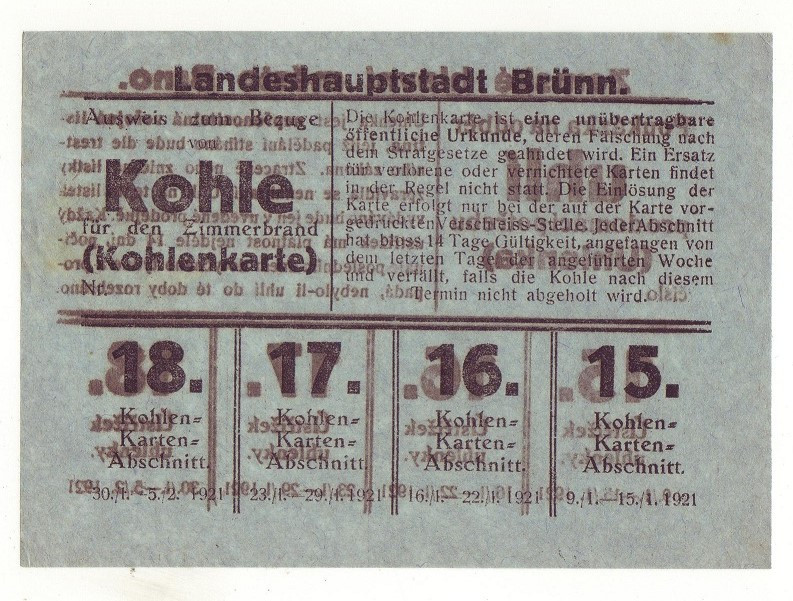 Landeshauptstadt Brünn.
Ausweis zum Bezuge
von
Kohle
für den Zimmerbrand
(Kohlenkarte)
Nr.
Die Kohlenkarte ist eine unübertragbare
öffentliche Urkunde, deren Fälschung nach
dem Strafgesetze geahndet wird. Ein Ersatz
für verlorene oder vernichtete Karten findet
in der Regel nicht statt. Die Einlösung der
Karte erfolgt nur bei der auf der Karte vor-
gedruckten Verschleiss-Stelle. Jeder Abschnitt
hat bloss 14 Tage Gültigkeit, angefangen von
dem letzten Tage der angeführten Woche
und verfällt, falls die Kohle nach diesem
Termin nicht abgeholt wird.
18.
Kohlen=
Karten=
Abschnitt.
30./1.—5./2. 1921
17.
Kohlen=
Karten=
Abschnitt.
23./1.—29./1. 1921
16.
Kohlen=
Karten=
Abschnitt.
16./1.—22./1. 1921
15.
Kohlen=
Karten=
Abschnitt.
9./1.—15./1. 1921